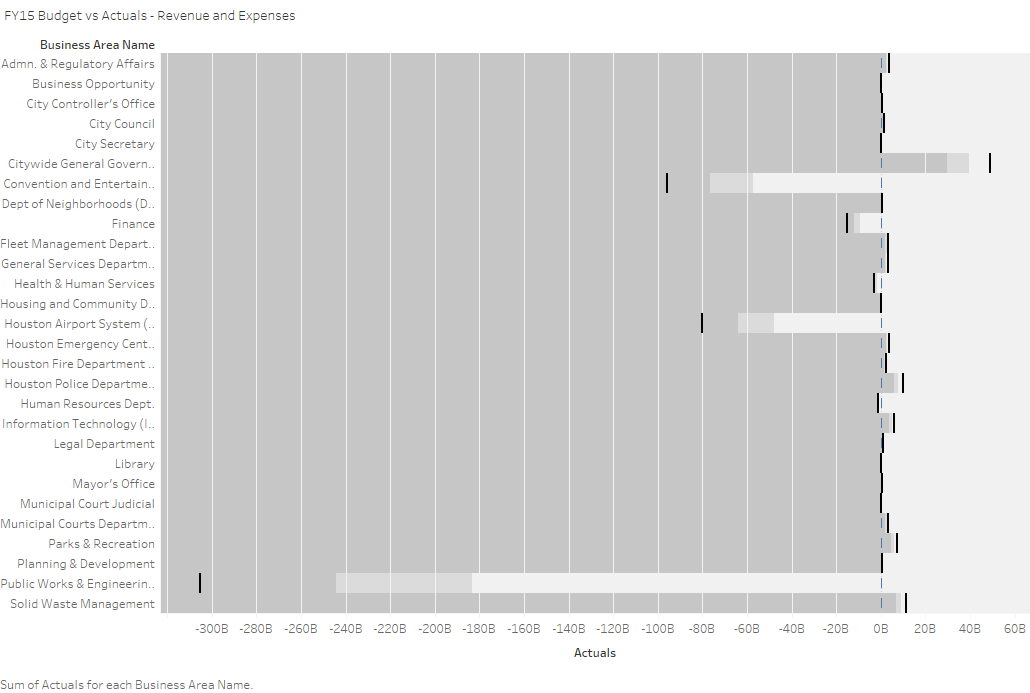 FY15 Budget vs Actuals - Revenue and Expenses
Business Area Name
Admn. & Regulatory Affairs
Business Opportunity
City Controller's Office
City Council
City Secretary
Citywide General Govern..
Convention and Entertain..
Dept of Neighborhoods (D..
Finance
Fleet Management Depart..
General Services Departm..
Health & Human Services
Housing and Community D..
Houston Airport System (..
Houston Emergency Cent..
Houston Fire Department ..
Houston Police Departme..
Human Resources Dept.
Information Technology (I..
Legal Department
Library
Mayor's Office
Municipal Court Judicial
Municipal Courts Departm..
Parks & Recreation
Planning & Development
Public Works & Engineerin..
Solid Waste Management
-300B -280B -260B -240B -220B -200B -180B -160B -140B -120B -100B -80B -60B -40B -20B 0B 20B 40B 60B
Actuals
Sum of Actuals for each Business Area Name.